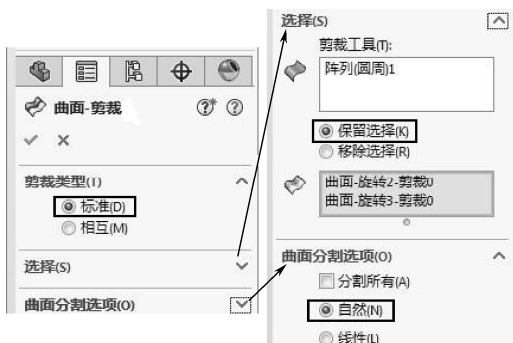 曲面-剪裁
剪裁类型(1)
标准(D)
相互(M)
选择(S)
曲面分割选项(O)
选择(S)
剪裁工具(T):
阵列(圆周)1
保留选择(K)
移除选择(R)
曲面-旋转2-剪裁0
曲面-旋转3-剪裁0
曲面分割选项(O)
分割所有(A)
自然(N)
线性(L)